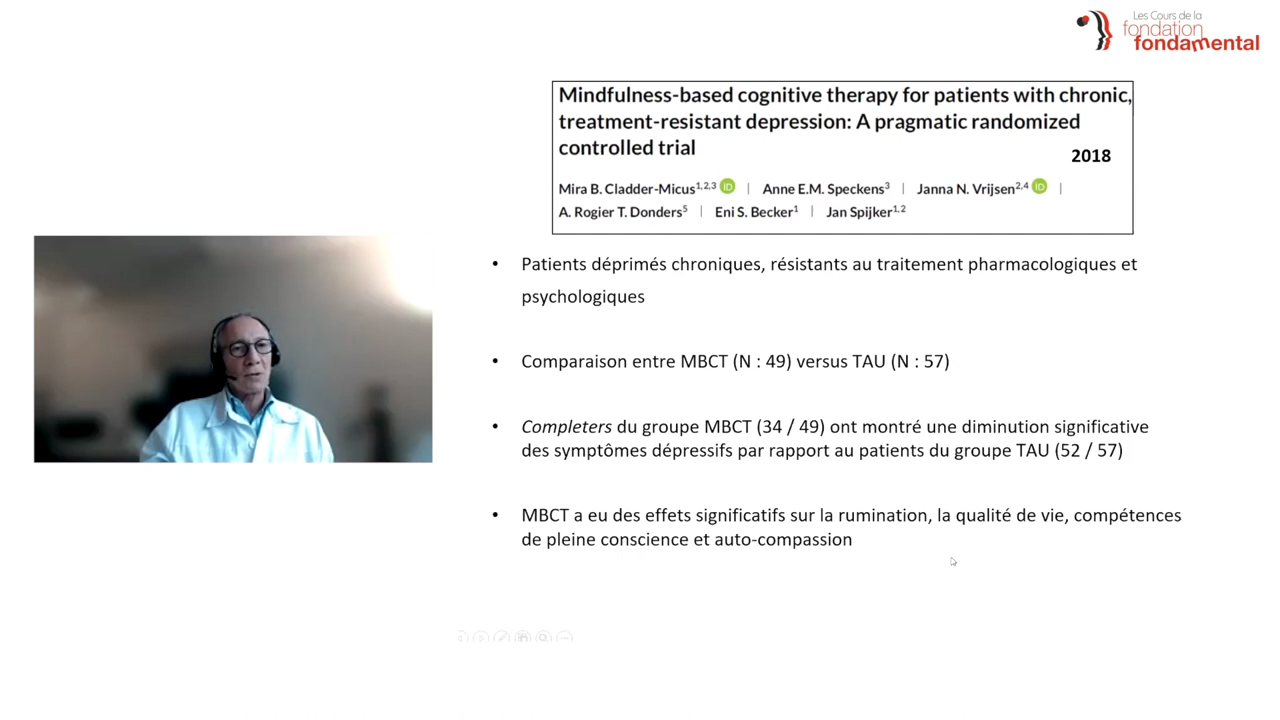 Les Cours de la
fondation
fondamental
Mindfulness-based cognitive therapy for patients with chronic,
treatment-resistant depression: A pragmatic randomized
controlled trial
2018
Mira B. Cladder-Micus1,2,3 iD | Anne E.M. Speckens3 | Janna N. Vrijsen2,4 iD |
A. Rogier T. Donders5 | Eni S. Becker1 | Jan Spijker1,2
• Patients déprimés chroniques, résistants au traitement pharmacologiques et
psychologiques
• Comparaison entre MBCT (N : 49) versus TAU (N : 57)
• Completers du groupe MBCT (34 / 49) ont montré une diminution significative
des symptômes dépressifs par rapport au patients du groupe TAU (52 / 57)
• MBCT a eu des effets significatifs sur la rumination, la qualité de vie, compétences
de pleine conscience et auto-compassion